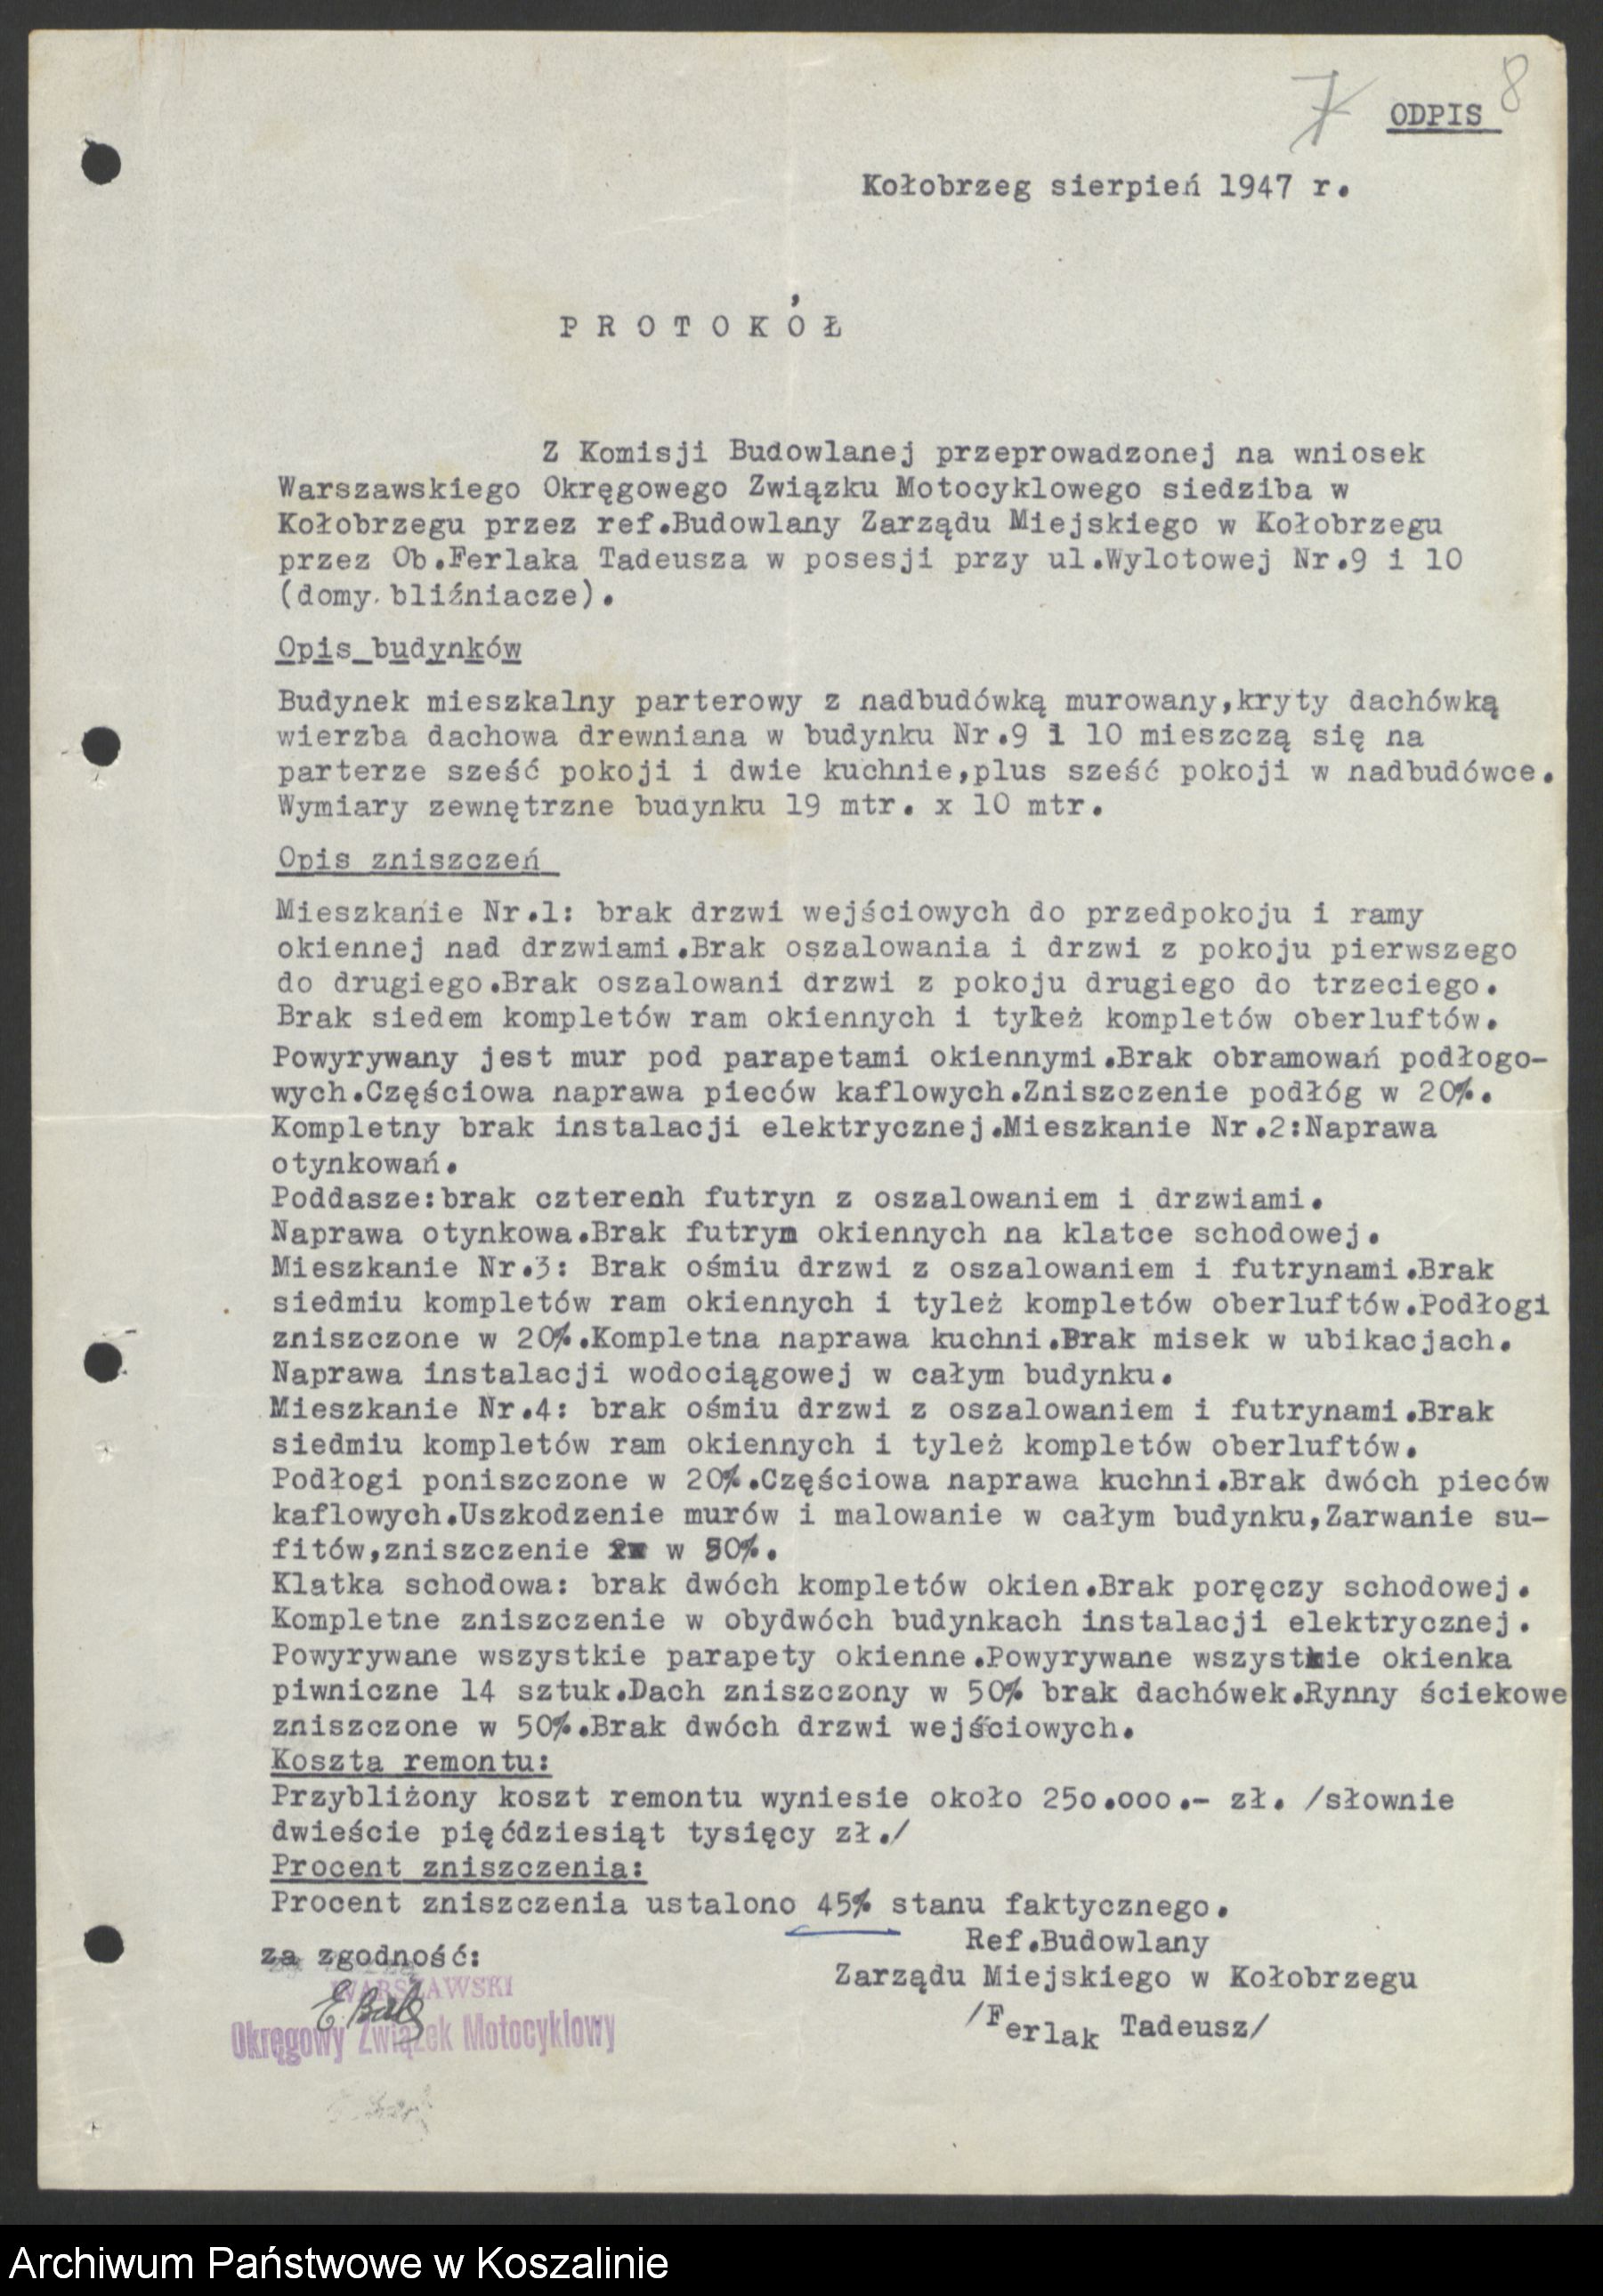 7 8
ODPIS
Kołobrzeg sierpień 1947 r.
P R O T O K Ó Ł
Z Komisji Budowlanej przeprowadzonej na wniosek
Warszawskiego Okręgowego Związku Motocyklowego siedziba w
Kołobrzegu przez ref.Budowlany Zarządu Miejskiego w Kołobrzegu
przez Ob.Ferlaka Tadeusza w posesji przy ul.Wylotowej Nr.9 i 10
(domy bliźniacze).
Opis budynków
Budynek mieszkalny parterowy z nadbudówką murowany,kryty dachówką
wierzba dachowa drewniana w budynku Nr.9 i 10 mieszczą się na
parterze sześć pokoji i dwie kuchnie,plus sześć pokoji w nadbudówce.
Wymiary zewnętrzne budynku 19 mtr. x 10 mtr.
Opis zniszczeń
Mieszkanie Nr.1: brak drzwi wejściowych do przedpokoju i ramy
okiennej nad drzwiami.Brak oszalowania i drzwi z pokoju pierwszego
do drugiego.Brak oszalowani drzwi z pokoju drugiego do trzeciego.
Brak siedem kompletów ram okiennych i tyleż kompletów oberluftów.
Powyrywany jest mur pod parapetami okiennymi.Brak obramowań podłogo-
wych.Częściowa naprawa pieców kaflowych.Zniszczenie podłóg w 20%.
Kompletny brak instalacji elektrycznej.Mieszkanie Nr.2:Naprawa
otynkowań.
Poddasze:brak czterech futryn z oszalowaniem i drzwiami.
Naprawa otynkowa.Brak futryn okiennych na klatce schodowej.
Mieszkanie Nr.3: Brak ośmiu drzwi z oszalowaniem i futrynami.Brak
siedmiu kompletów ram okiennych i tyleż kompletów oberluftów.Podłogi
zniszczone w 20%.Kompletna naprawa kuchni.Brak misek w ubikacjach.
Naprawa instalacji wodociągowej w całym budynku.
Mieszkanie Nr.4: brak ośmiu drzwi z oszalowaniem i futrynami.Brak
siedmiu kompletów ram okiennych i tyleż kompletów oberluftów.
Podłogi poniszczone w 20%.Częściowa naprawa kuchni.Brak dwóch pieców
kaflowych.Uszkodzenie murów i malowanie w całym budynku,Zarwanie su-
fitów,zniszczenie w 50%.
Klatka schodowa: brak dwóch kompletów okien.Brak poręczy schodowej.
Kompletne zniszczenie w obydwóch budynkach instalacji elektrycznej.
Powyrywane wszystkie parapety okienne.Powyrywane wszystkie okienka
piwniczne 14 sztuk.Dach zniszczony w 50% brak dachówek.Rynny ściekowe
zniszczone w 50%.Brak dwóch drzwi wejściowych.
Koszta remontu:
Przybliżony koszt remontu wyniesie około 250.000.- zł. /słownie
dwieście pięćdziesiąt tysięcy zł./
Procent zniszczenia:
Procent zniszczenia ustalono 45% stanu faktycznego.
Ref.Budowlany
za zgodność:
Zarządu Miejskiego w Kołobrzegu
WARSZAWSKI
/Ferlak Tadeusz/
Okręgowy Związek Motocyklowy
Archiwum Państwowe w Koszalinie